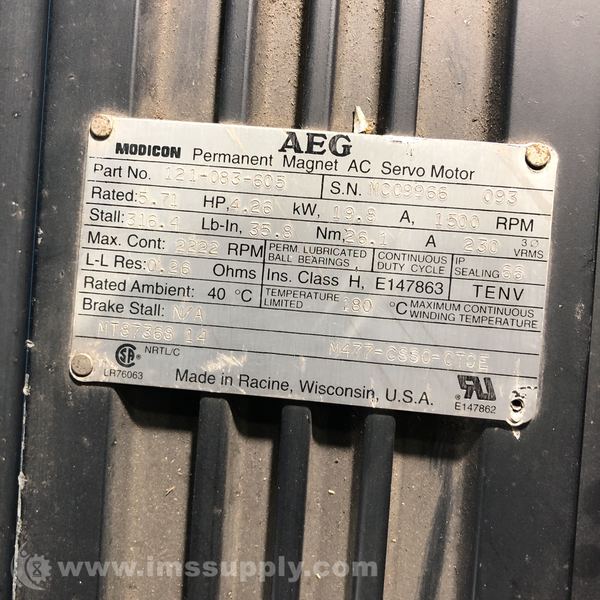 AEG
MODICON Permanent Magnet AC Servo Motor
Part No. 121-083-605 S.N. MC09966 093
Rated: 5.71 HP, 4.26 kW, 19.8 A, 1500 RPM
Stall: 316.4 Lb-In, 35.8 Nm, 26.1 A 230 3Ø VRMS
Max. Cont: 2222 RPM PERM. LUBRICATED BALL BEARINGS CONTINUOUS DUTY CYCLE IP SEALING 66
L-L Res: 0.26 Ohms Ins. Class H, E147863 TENV
Rated Ambient: 40 °C TEMPERATURE LIMITED 180 °C MAXIMUM CONTINUOUS WINDING TEMPERATURE
Brake Stall: N/A
MT87368 14 M477-CS50-CTCE
NRTL/C
LR76063
Made in Racine, Wisconsin, U.S.A.
E147862
www.imssupply.com